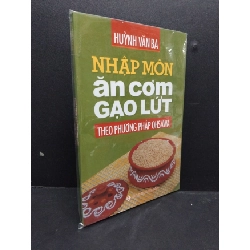 HUỲNH VĂN BA
NHẬP MÔN
ăn cơm
GẠO LỨT
THEO PHƯƠNG PHÁP OHSAWA